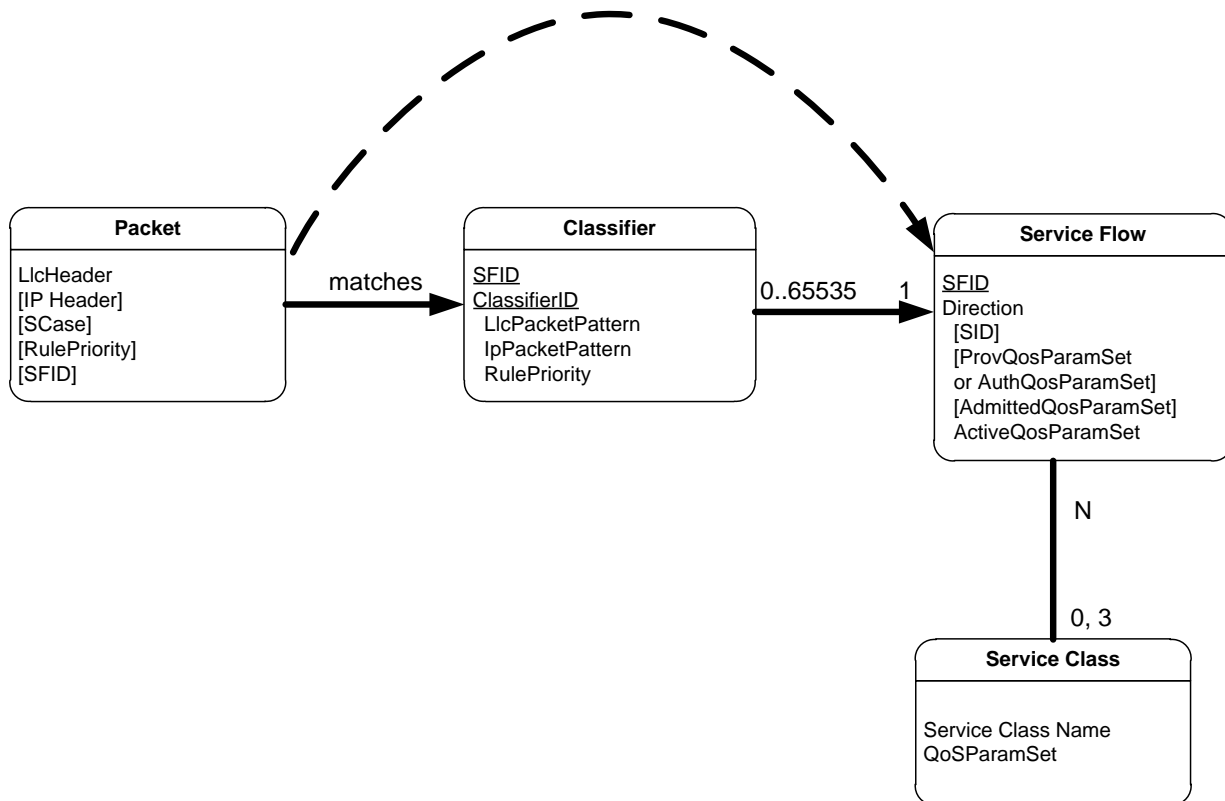 Packet
LlcHeader
[IP Header]
[SCase]
[RulePriority]
[SFID]
matches
Classifier
SFID
ClassifierID
LlcPacketPattern
IpPacketPattern
RulePriority
0..65535
1
Service Flow
SFID
Direction
[SID]
[ProvQosParamSet
or AuthQosParamSet]
[AdmittedQosParamSet]
ActiveQosParamSet
N
0, 3
Service Class
Service Class Name
QoSParamSet